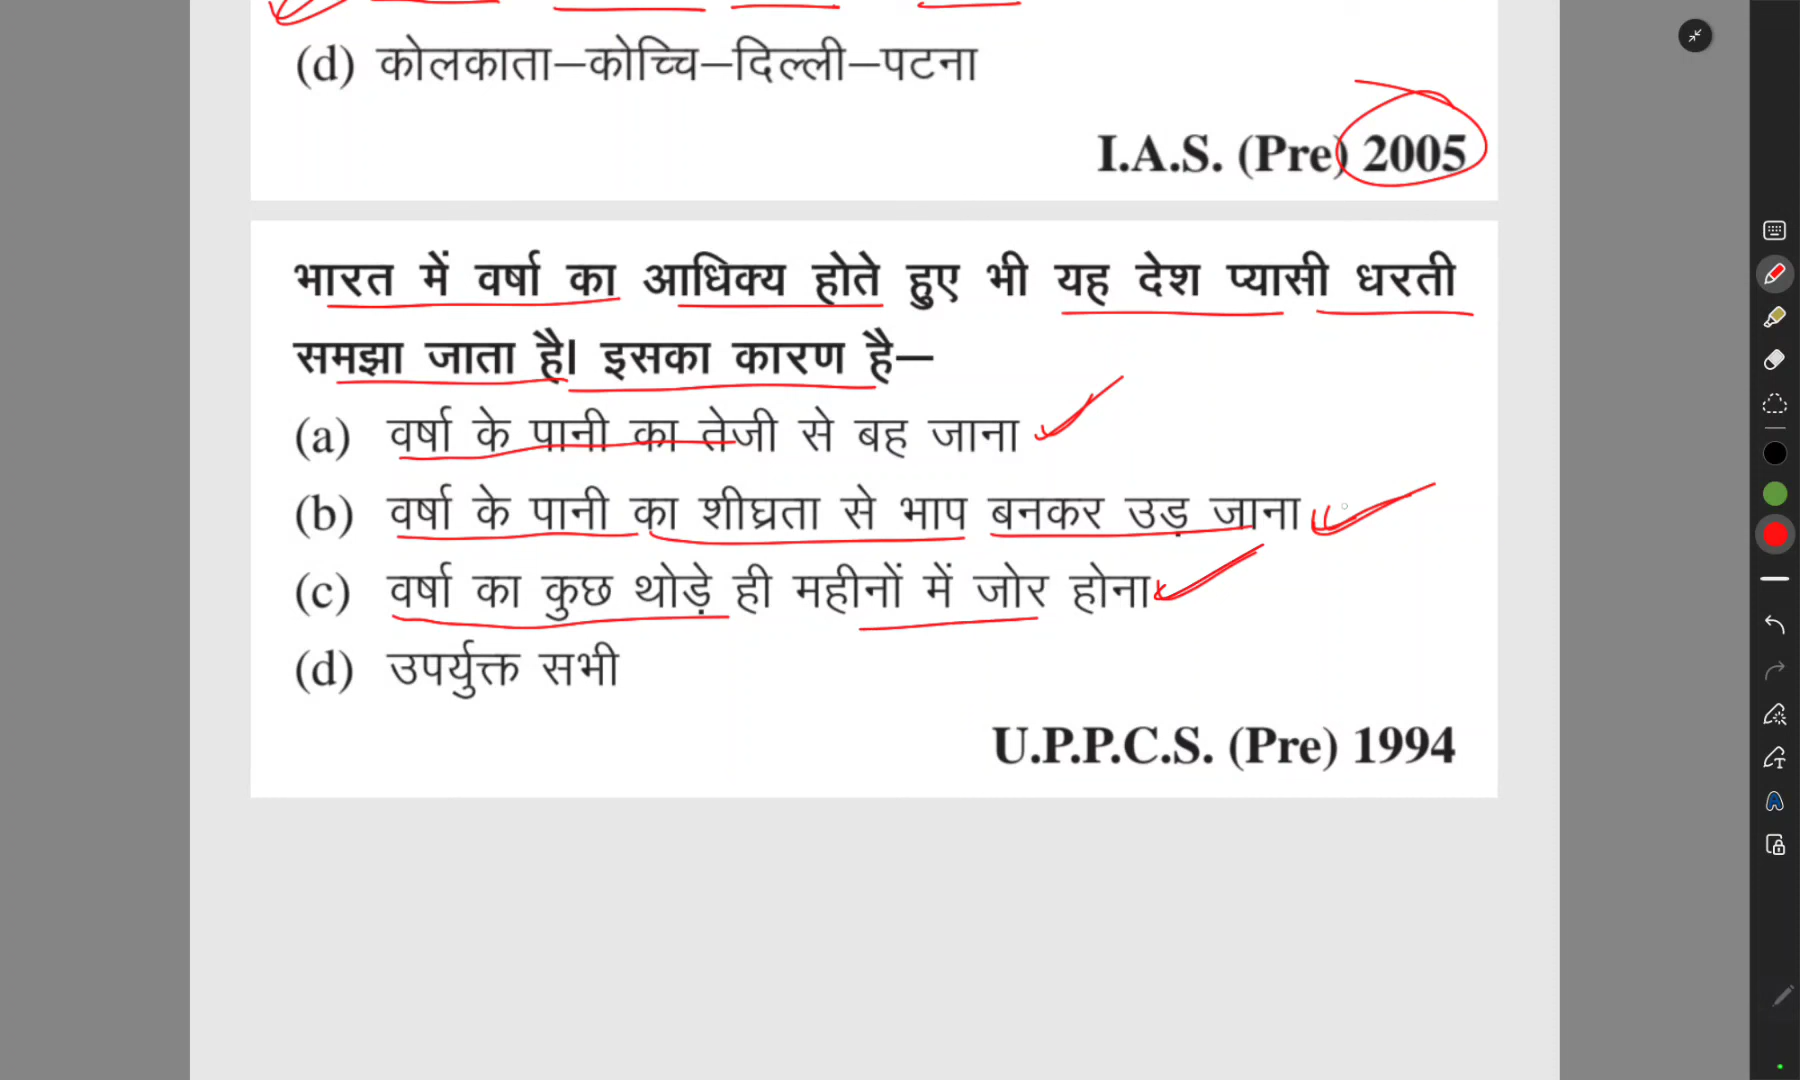 (d) कोलकाता–कोच्चि–दिल्ली–पटना
I.A.S. (Pre) 2005
भारत में वर्षा का आधिक्य होते हुए भी यह देश प्यासी धरती
समझा जाता है। इसका कारण है–
(a) वर्षा के पानी का तेजी से बह जाना
(b) वर्षा के पानी का शीघ्रता से भाप बनकर उड़ जाना
(c) वर्षा का कुछ थोड़े ही महीनों में जोर होना
(d) उपर्युक्त सभी
U.P.P.C.S. (Pre) 1994